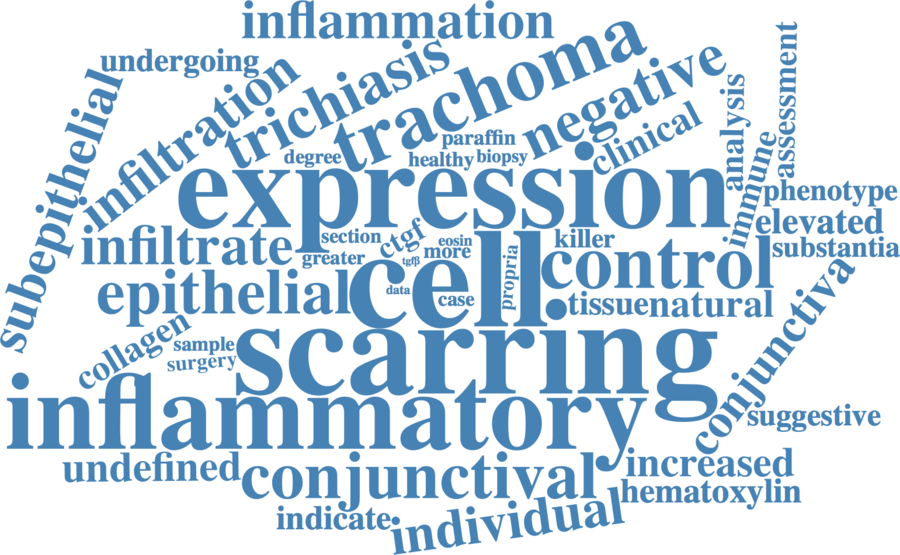 inflammation
undergoing
trachoma
trichiasis
infiltration
negative
assessment
subepithelial
clinical
analysis
paraffin
degree
healthy
biopsy
expression
immune
phenotype
elevated
section
ctgf
eosin
killer
infiltrate
greater
tgfβ
more
substantia
cell
control
propria
epithelial
data
case
tissue
natural
conjunctiva
collagen
sample
surgery
scarring
inflammatory
suggestive
undefined
conjunctival
increased
hematoxylin
indicate
individual